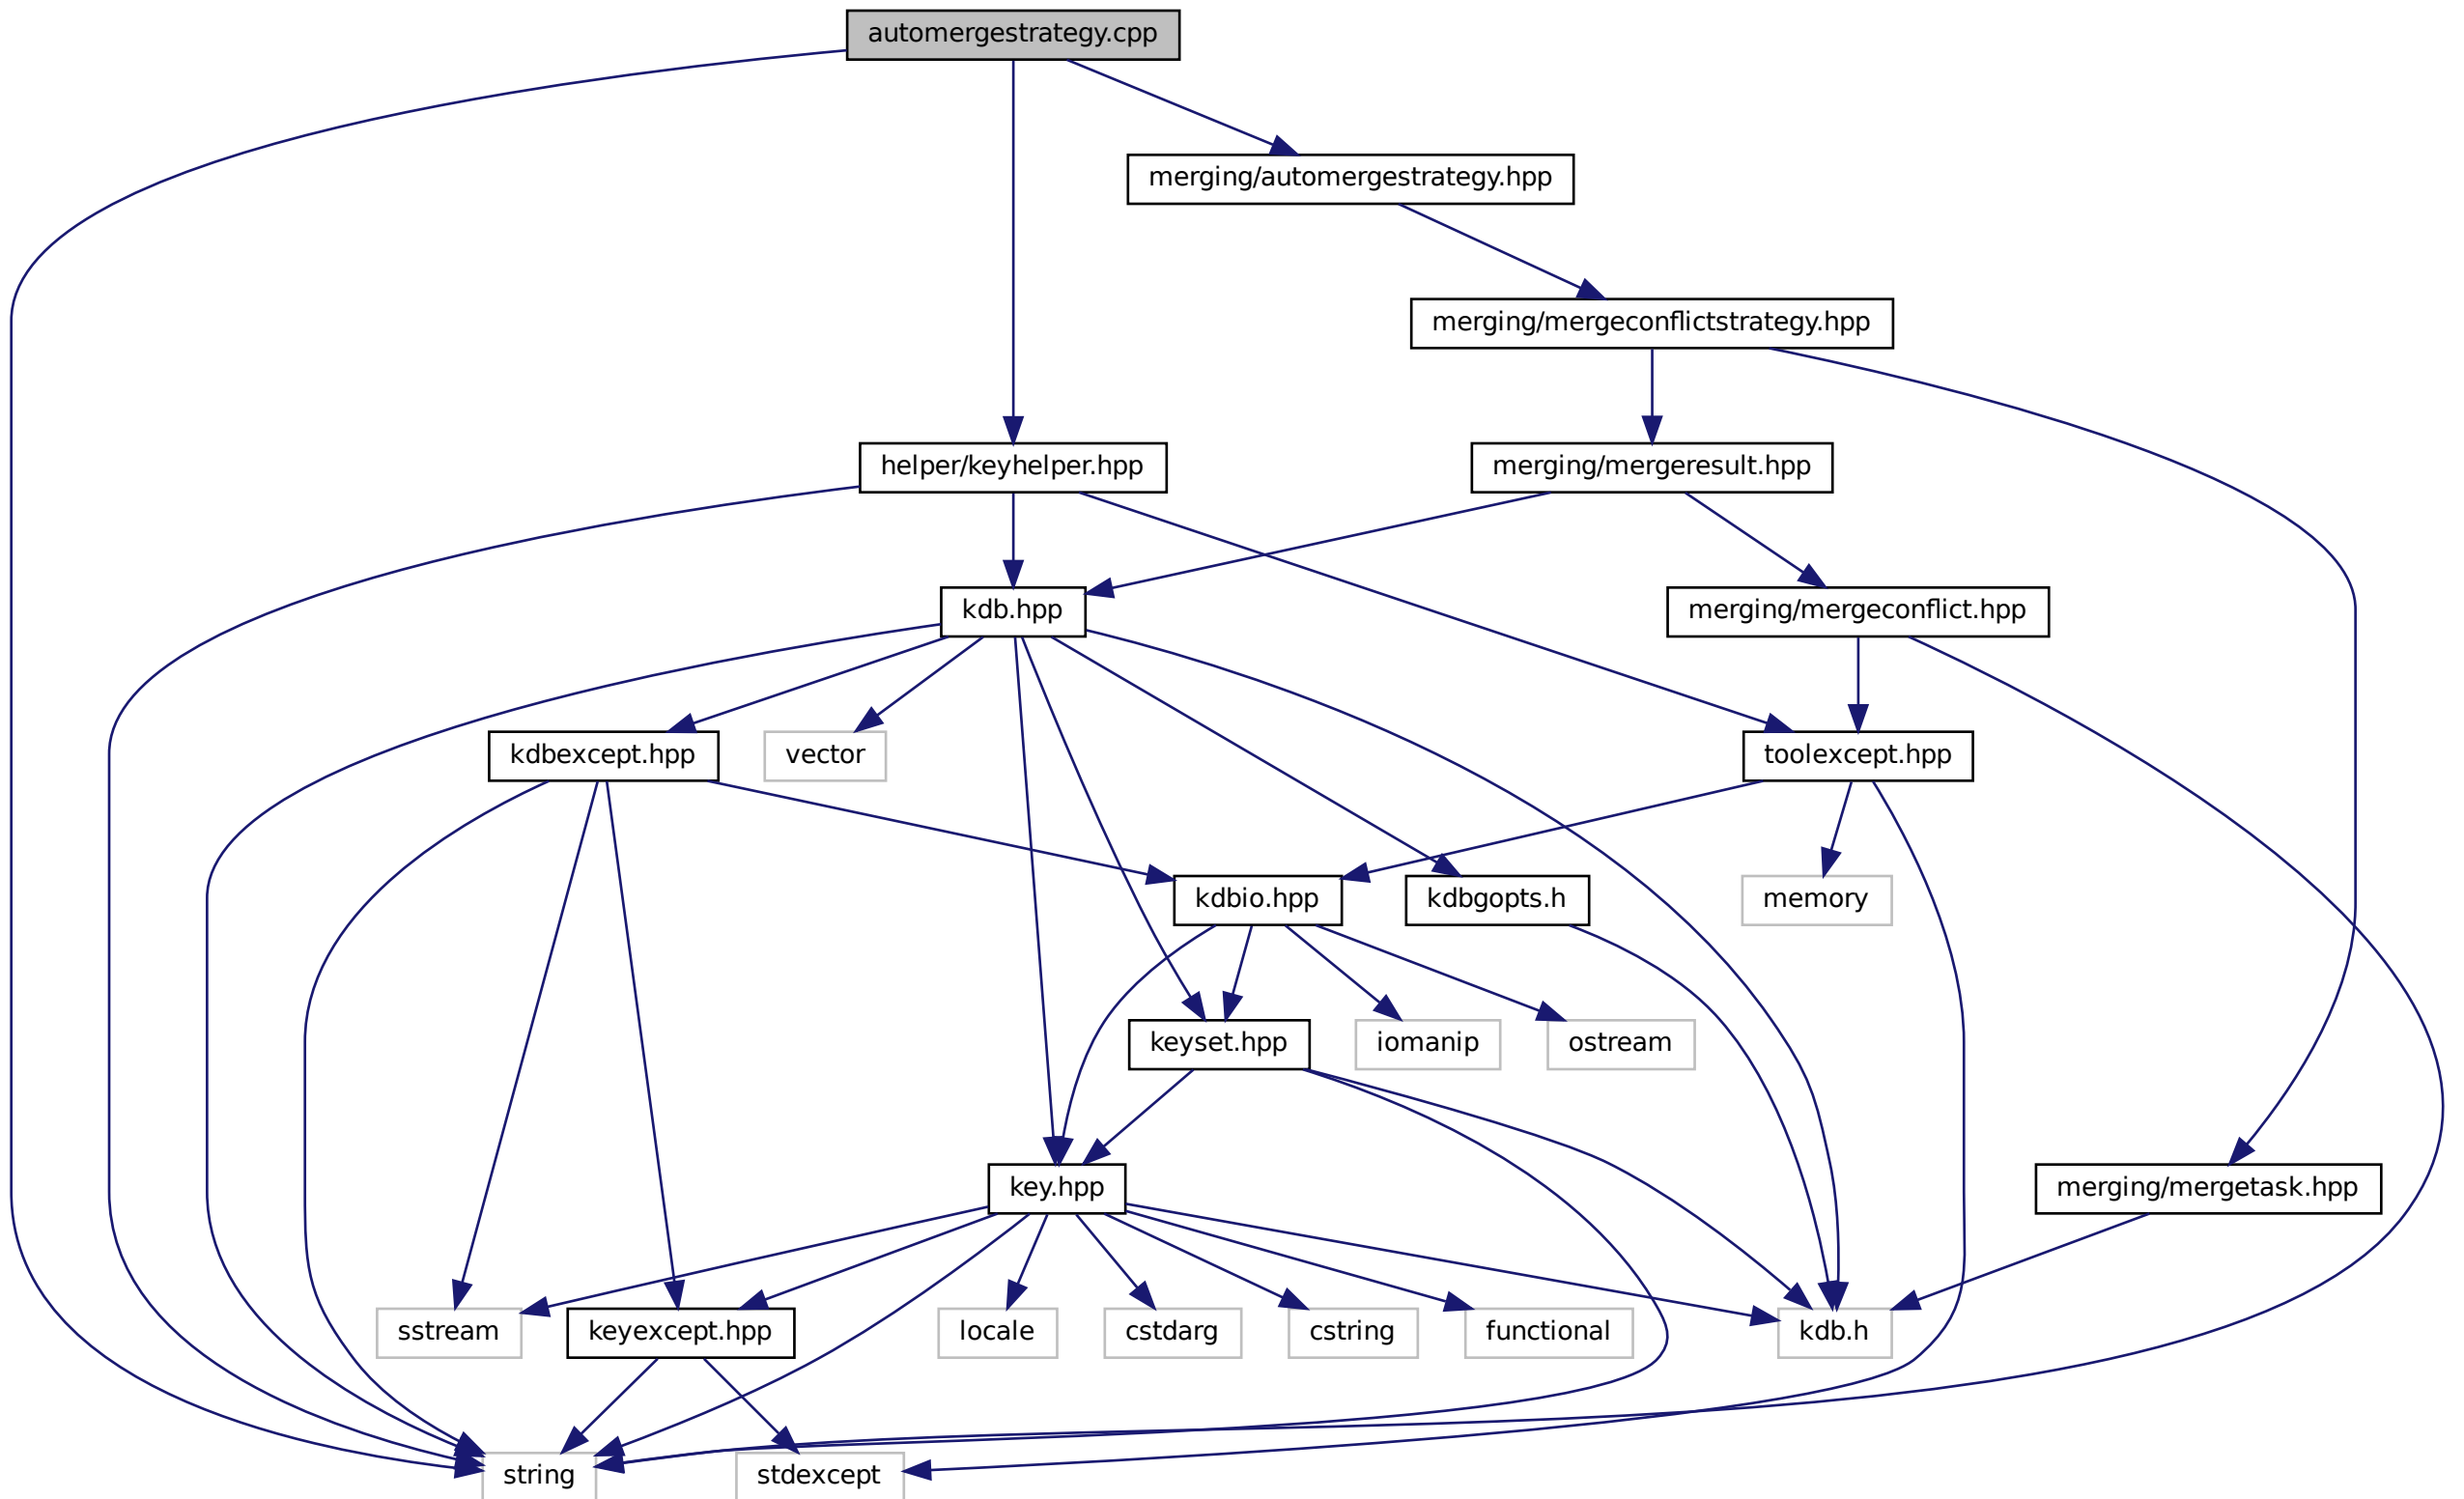 automergestrategy.cpp
merging/automergestrategy.hpp
merging/mergeconflictstrategy.hpp
helper/keyhelper.hpp
merging/mergeresult.hpp
kdb.hpp
merging/mergeconflict.hpp
kdbexcept.hpp
vector
toolexcept.hpp
kdbio.hpp
kdbgopts.h
memory
keyset.hpp
iomanip
ostream
key.hpp
merging/mergetask.hpp
sstream
keyexcept.hpp
locale
cstdarg
cstring
functional
kdb.h
string
stdexcept